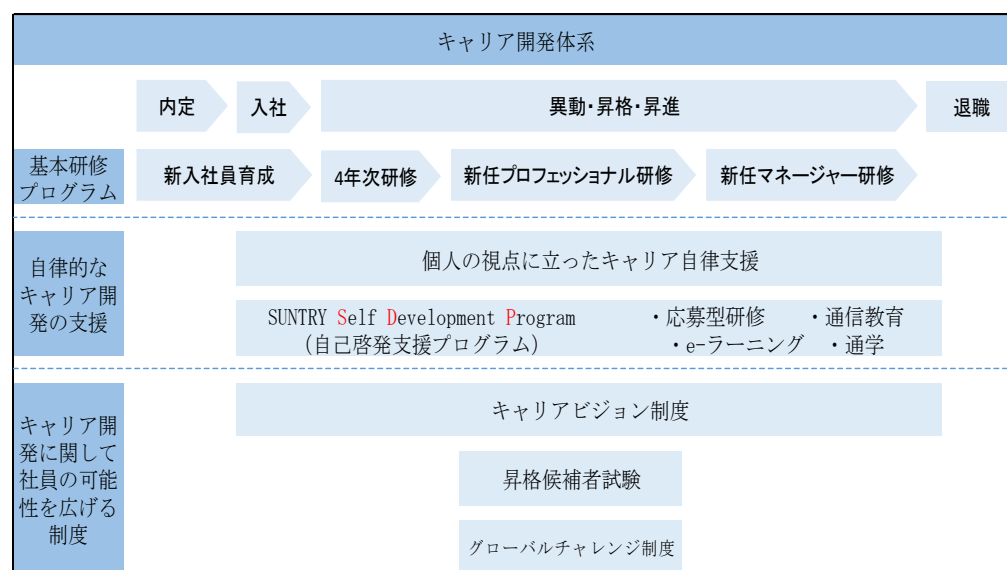 キャリア開発体系
内定
入社
異動・昇格・昇進
退職
基本研修
プログラム
新入社員育成
4年次研修
新任プロフェッショナル研修
新任マネージャー研修
自律的な
キャリア開
発の支援
個人の視点に立ったキャリア自律支援
SUNTRY Self Development Program
(自己啓発支援プログラム)
・応募型研修 ・通信教育
・e-ラーニング ・通学
キャリア開
発に関して
社員の可能
性を広げる
制度
キャリアビジョン制度
昇格候補者試験
グローバルチャレンジ制度